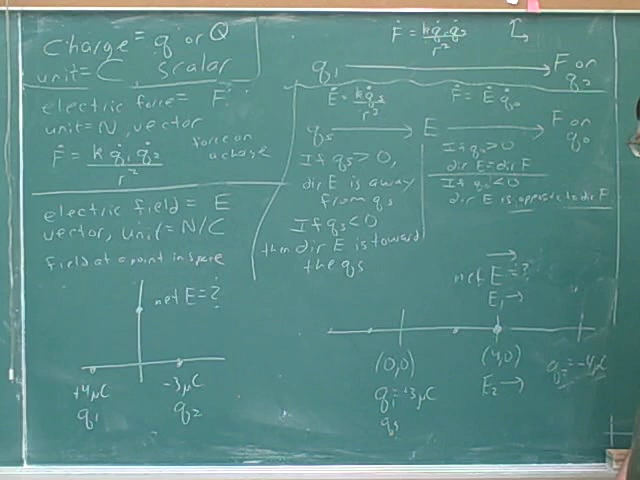 Charge = q or Q
unit = C, scalar
electric force = F
unit = N, vector
F = k q1 q2
r²
force on
a charge
electric field = E
vector, unit = N/C
field at a point in space
net E = ?
+4μC
q1
-3μC
q2
F = k q1 q2
r²
q1
F on
q2
E = k qs
r²
F = E q0
qs
E
F on
q0
If qs > 0,
dir E is away
from qs
If qs < 0
then dir E is toward
the qs
If q0 > 0
dir E = dir F
If q0 < 0
dir E is opposite to dir F
net E = ?
E1 →
(0,0)
(4,0)
q1 = +3μC
qs
E2 →